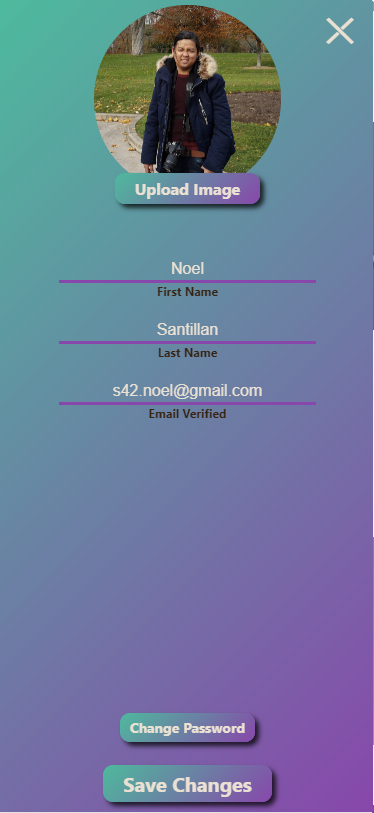 Upload Image
Noel
First Name
Santillan
Last Name
s42.noel@gmail.com
Email Verified
Change Password
Save Changes